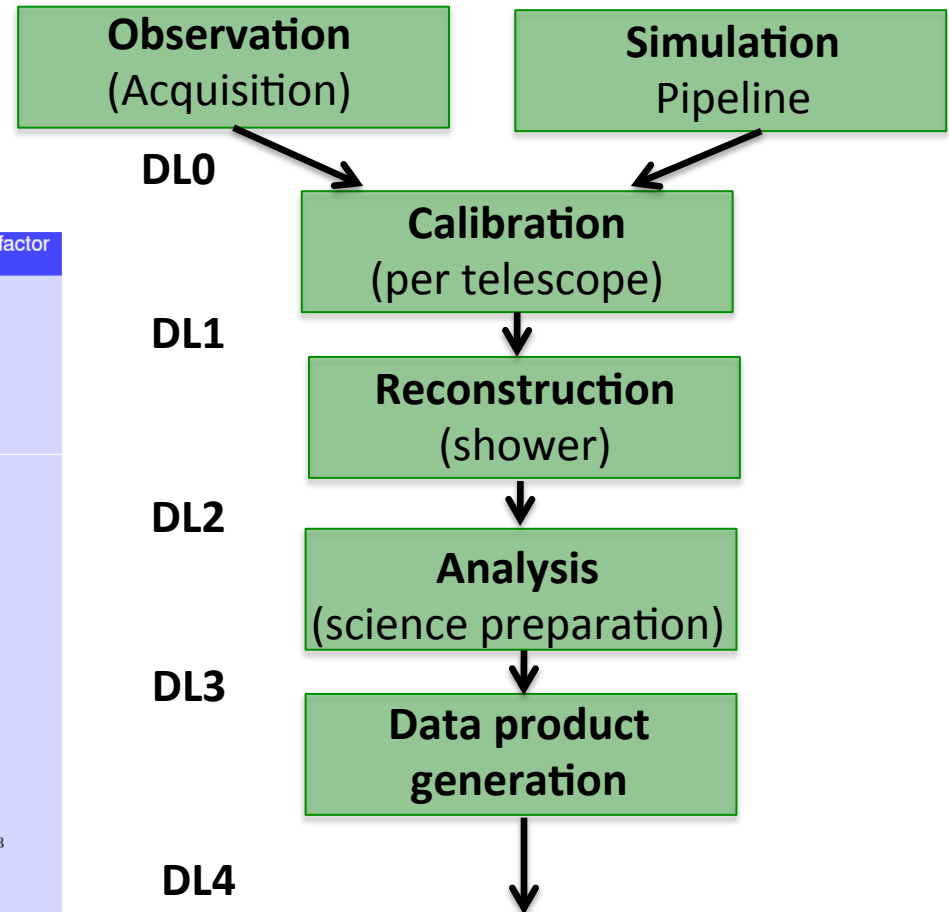 Observation
(Acquisition)
Simulation
Pipeline
DL0
Calibration
(per telescope)
factor
DL1
Reconstruction
(shower)
DL2
Analysis
(science preparation)
DL3
Data product
generation
3
DL4